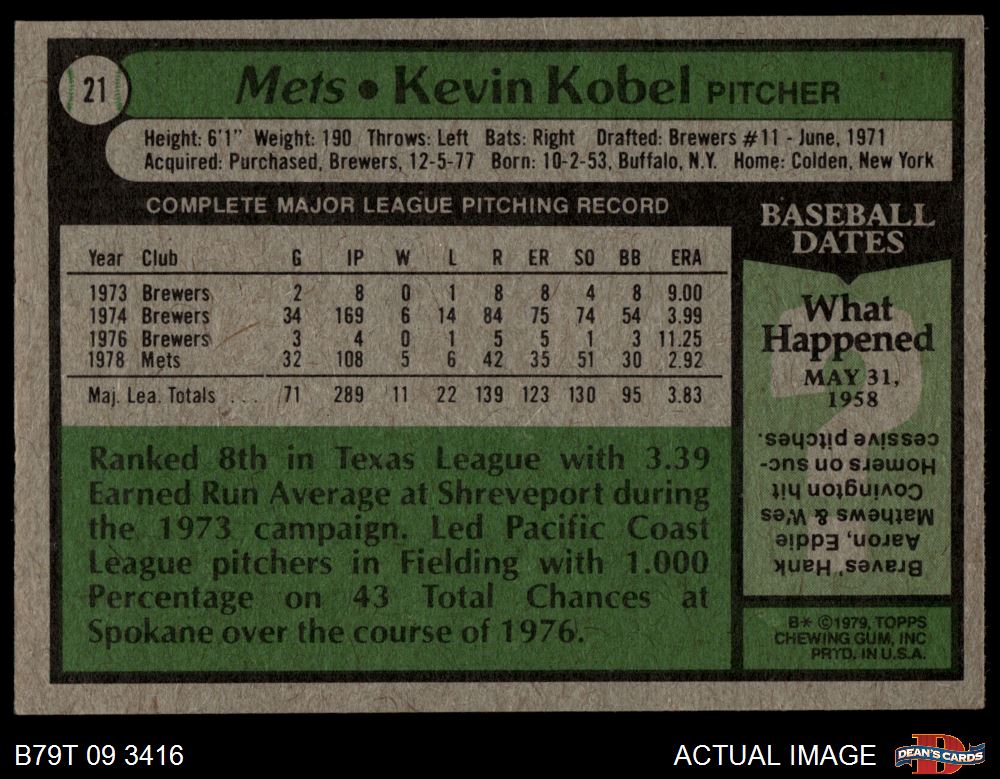 21
Mets • Kevin Kobel PITCHER
Height: 6'1" Weight: 190 Throws: Left Bats: Right Drafted: Brewers #11 - June, 1971
Acquired: Purchased, Brewers, 12-5-77 Born: 10-2-53, Buffalo, N.Y. Home: Colden, New York
COMPLETE MAJOR LEAGUE PITCHING RECORD
Year Club G IP W L R ER SO BB ERA
1973 Brewers 2 8 0 1 8 8 4 8 9.00
1974 Brewers 34 169 6 14 84 75 74 54 3.99
1976 Brewers 3 4 0 1 5 5 1 3 11.25
1978 Mets 32 108 5 6 42 35 51 30 2.92
Maj. Lea. Totals ... 71 289 11 22 139 123 130 95 3.83
Ranked 8th in Texas League with 3.39
Earned Run Average at Shreveport during
the 1973 campaign. Led Pacific Coast
League pitchers in Fielding with 1.000
Percentage on 43 Total Chances at
Spokane over the course of 1976.
BASEBALL
DATES
What
Happened
MAY 31,
1958
Braves' Hank
Aaron, Eddie
Mathews & Wes
Covington hit
Homers on suc-
cessive pitches.
B* ©1979, TOPPS
CHEWING GUM, INC
PRTD. IN U.S.A.
B79T 09 3416
ACTUAL IMAGE
DEAN'S CARDS